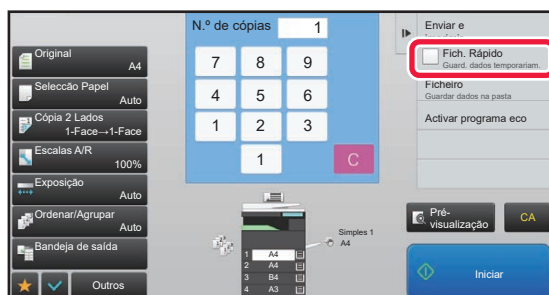 N.º de cópias 1
Original
A4
Seleccão Papel
Auto
Cópia 2 Lados
1-Face→1-Face
Escalas A/R
100%
Exposição
Auto
Ordenar/Agrupar
Auto
Bandeja de saída
Outros
7 8 9
4 5 6
1 2 3
1 C
Simples 1
A4
1 A4
2 A4
3 B4
4 A3
Enviar e
Fich. Rápido
Guard. dados temporariam.
Ficheiro
Guardar dados na pasta
Activar programa eco
Pré-
visualização
CA
Iniciar